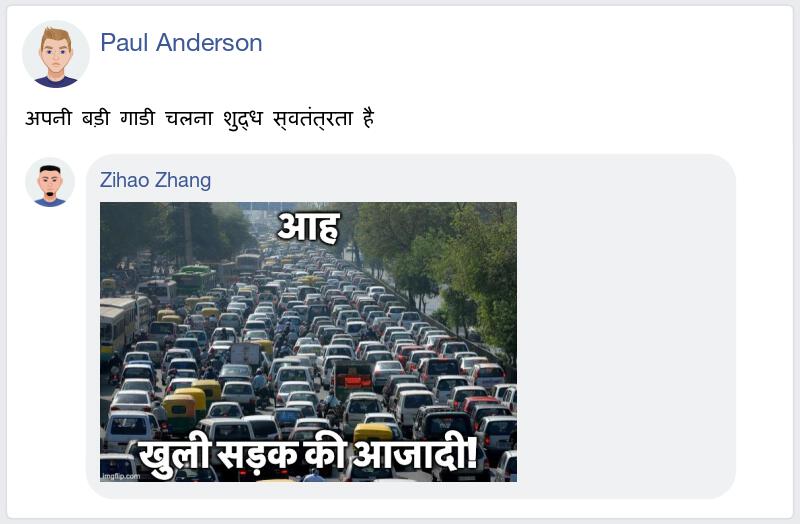 Paul Anderson
अपनी बड़ी गाडी चलना शुद्ध स्वतंत्रता है
Zihao Zhang
आह
खुली सड़क की आजादी!
imgflip.com